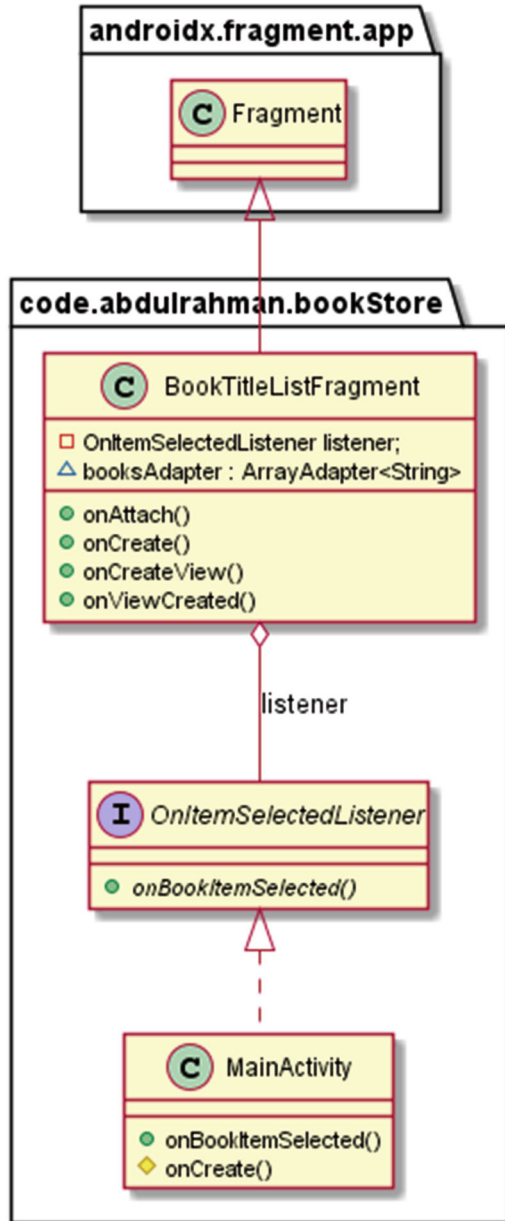 androidx.fragment.app
C Fragment
code.abdulrahman.bookStore
C BookTitleListFragment
OnItemSelectedListener listener;
booksAdapter : ArrayAdapter<String>
onAttach()
onCreate()
onCreateView()
onViewCreated()
listener
I OnItemSelectedListener
onBookItemSelected()
C MainActivity
onBookItemSelected()
onCreate()